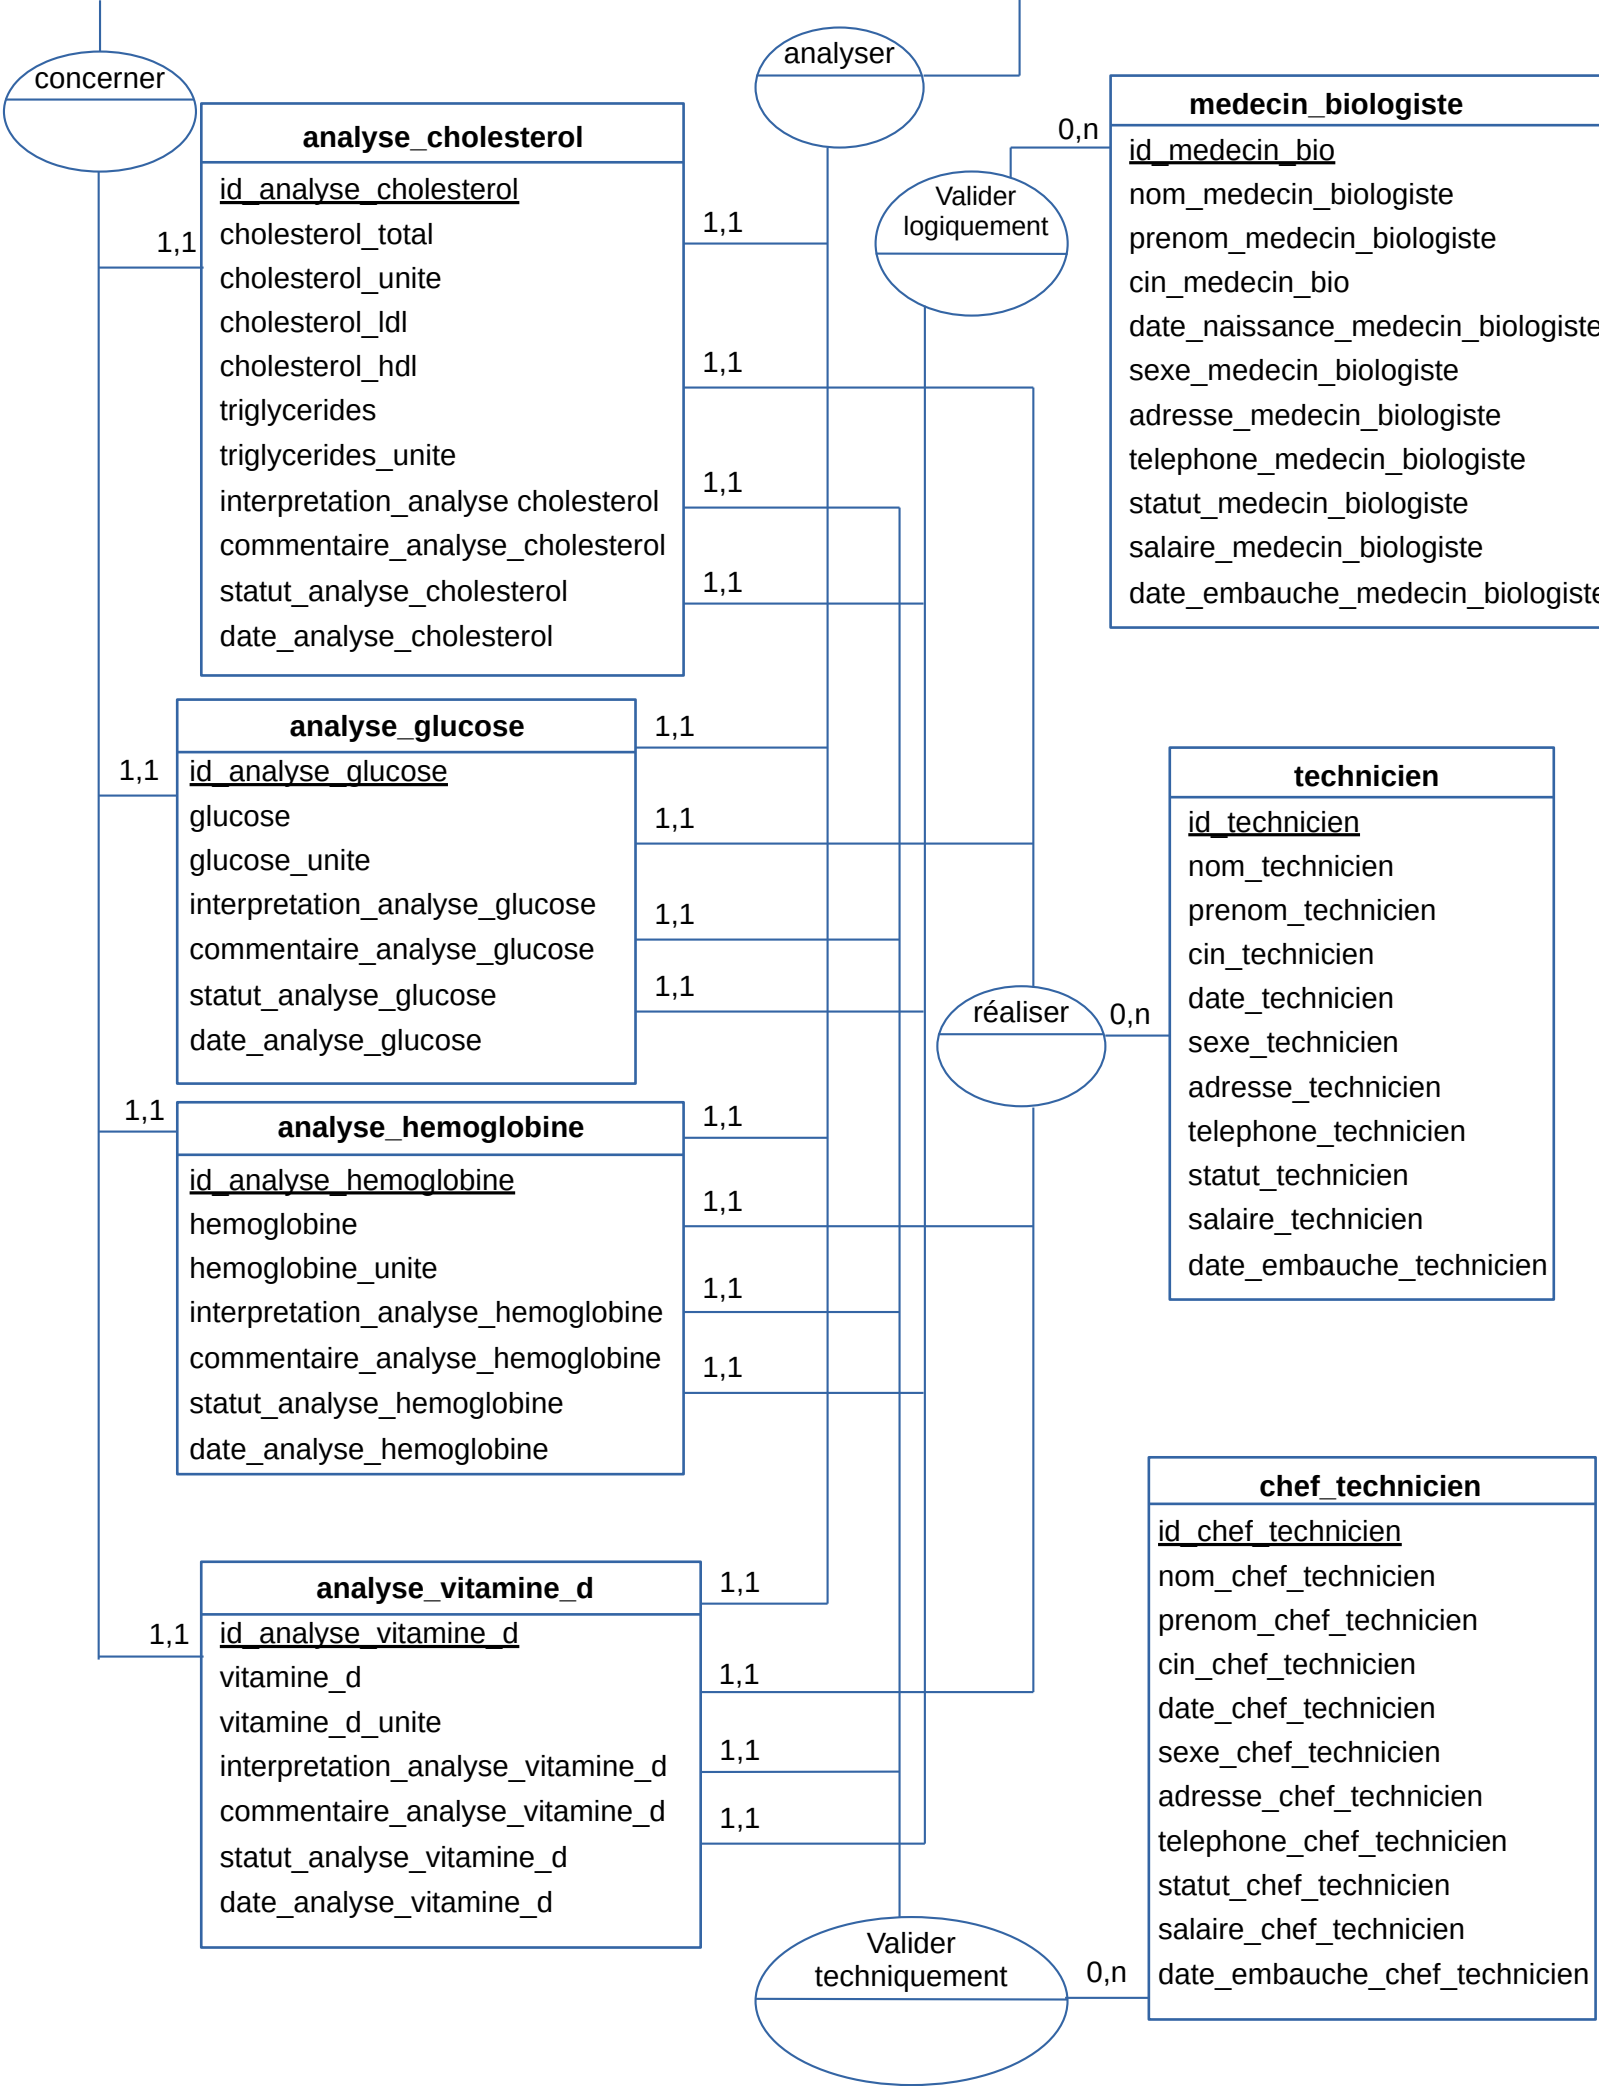 concerner
analyser
analyse_cholesterol
id_analyse_cholesterol
cholesterol_total
cholesterol_unite
cholesterol_ldl
cholesterol_hdl
triglycerides
triglycerides_unite
interpretation_analyse cholesterol
commentaire_analyse_cholesterol
statut_analyse_cholesterol
date_analyse_cholesterol
1,1
1,1
1,1
1,1
1,1
Valider
logiquement
0,n
medecin_biologiste
id_medecin_bio
nom_medecin_biologiste
prenom_medecin_biologiste
cin_medecin_bio
date_naissance_medecin_biologiste
sexe_medecin_biologiste
adresse_medecin_biologiste
telephone_medecin_biologiste
statut_medecin_biologiste
salaire_medecin_biologiste
date_embauche_medecin_biologiste
analyse_glucose
id_analyse_glucose
glucose
glucose_unite
interpretation_analyse_glucose
commentaire_analyse_glucose
statut_analyse_glucose
date_analyse_glucose
1,1
1,1
1,1
1,1
1,1
réaliser
0,n
technicien
id_technicien
nom_technicien
prenom_technicien
cin_technicien
date_technicien
sexe_technicien
adresse_technicien
telephone_technicien
statut_technicien
salaire_technicien
date_embauche_technicien
analyse_hemoglobine
id_analyse_hemoglobine
hemoglobine
hemoglobine_unite
interpretation_analyse_hemoglobine
commentaire_analyse_hemoglobine
statut_analyse_hemoglobine
date_analyse_hemoglobine
1,1
1,1
1,1
1,1
1,1
analyse_vitamine_d
id_analyse_vitamine_d
vitamine_d
vitamine_d_unite
interpretation_analyse_vitamine_d
commentaire_analyse_vitamine_d
statut_analyse_vitamine_d
date_analyse_vitamine_d
1,1
1,1
1,1
1,1
1,1
Valider
techniquement
0,n
chef_technicien
id_chef_technicien
nom_chef_technicien
prenom_chef_technicien
cin_chef_technicien
date_chef_technicien
sexe_chef_technicien
adresse_chef_technicien
telephone_chef_technicien
statut_chef_technicien
salaire_chef_technicien
date_embauche_chef_technicien